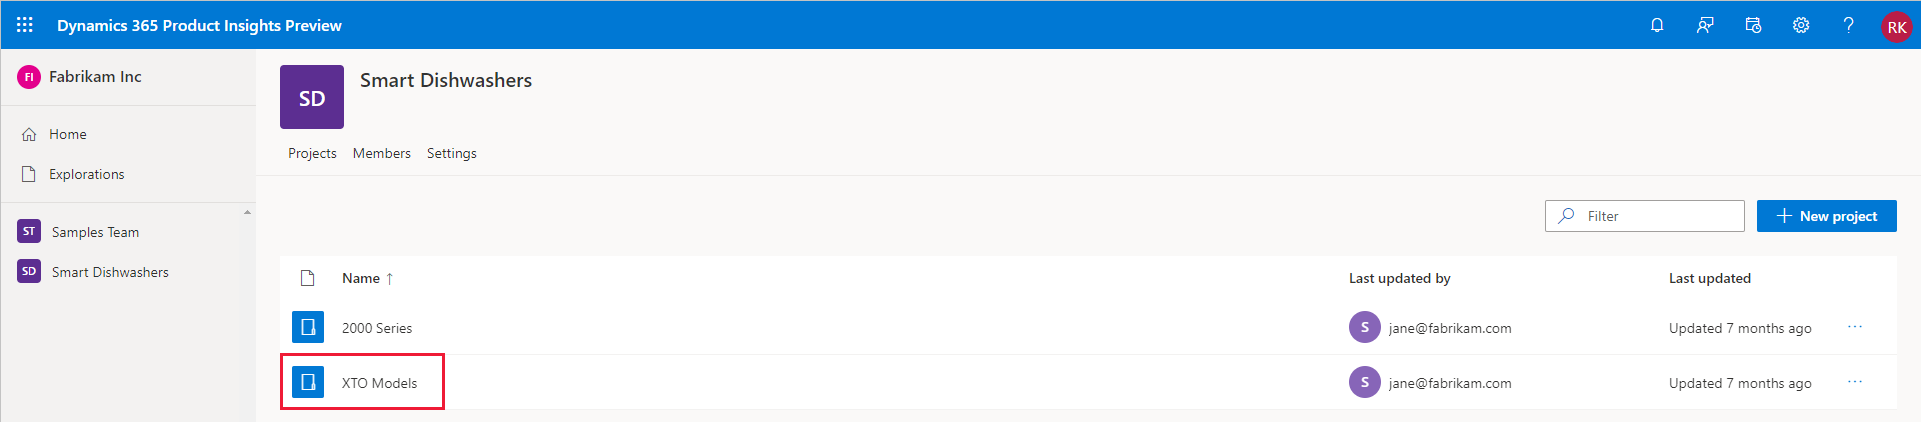 Dynamics 365 Product Insights Preview
RK
FI Fabrikam Inc
Home
Explorations
ST Samples Team
SD Smart Dishwashers
SD
Smart Dishwashers
Projects Members Settings
Filter
New project
Name ↑ Last updated by Last updated
2000 Series S jane@fabrikam.com Updated 7 months ago ...
XTO Models S jane@fabrikam.com Updated 7 months ago ...